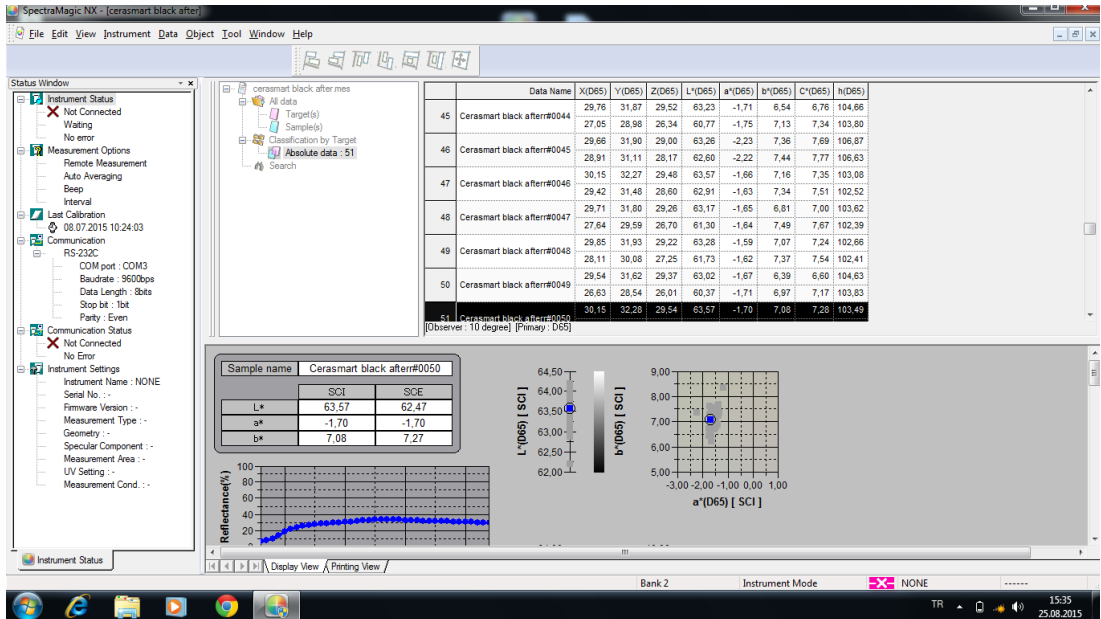 SpectraMagic NX - [cerasmart black after]
File Edit View Instrument Data Object Tool Window Help
Status Window
Instrument Status
Not Connected
Waiting
No error
Measurement Options
Remote Measurement
Auto Averaging
Beep
Interval
Last Calibration
08.07.2015 10:24:03
Communication
RS-232C
COM port : COM3
Baudrate : 9600bps
Data Length : 8bits
Stop bit : 1bit
Parity : Even
Communication Status
Not Connected
No Error
Instrument Settings
Instrument Name : NONE
Serial No. : -
Firmware Version : -
Measurement Type : -
Geometry : -
Specular Component : -
Measurement Area : -
UV Setting : -
Measurement Cond. : -
Instrument Status
cerasmart black after.mes
All data
Target(s)
Sample(s)
Classification by Target
Absolute data : 51
Search
Data Name X(D65) Y(D65) Z(D65) L*(D65) a*(D65) b*(D65) C*(D65) h(D65)
45 Cerasmart black afterr#0044
29,76 31,87 29,52 63,23 -1,71 6,54 6,76 104,66
27,05 28,98 26,34 60,77 -1,75 7,13 7,34 103,80
46 Cerasmart black afterr#0045
29,66 31,90 29,00 63,26 -2,23 7,36 7,69 106,87
28,91 31,11 28,17 62,60 -2,22 7,44 7,77 106,63
47 Cerasmart black afterr#0046
30,15 32,27 29,48 63,57 -1,66 7,16 7,35 103,08
29,42 31,48 28,60 62,91 -1,63 7,34 7,51 102,52
48 Cerasmart black afterr#0047
29,71 31,80 29,26 63,17 -1,65 6,81 7,00 103,62
27,64 29,59 26,70 61,30 -1,64 7,49 7,67 102,39
49 Cerasmart black afterr#0048
29,85 31,93 29,22 63,28 -1,59 7,07 7,24 102,66
28,11 30,08 27,25 61,73 -1,62 7,37 7,54 102,41
50 Cerasmart black afterr#0049
29,54 31,62 29,37 63,02 -1,67 6,39 6,60 104,63
26,63 28,54 26,01 60,37 -1,71 6,97 7,17 103,83
51 Cerasmart black afterr#0050
30,15 32,28 29,54 63,57 -1,70 7,08 7,28 103,49
[Observer : 10 degree] [Primary : D65]
Sample name Cerasmart black afterr#0050
SCI SCE
L* 63,57 62,47
a* -1,70 -1,70
b* 7,08 7,27
Reflectance(%)
100
80
60
40
20
0
L*(D65) [ SCI ]
64,50
64,00
63,50
63,00
62,50
62,00
b*(D65) [ SCI ]
9,00
8,00
7,00
6,00
5,00
-3,00 -2,00 -1,00 0,00 1,00
a*(D65) [ SCI ]
Display View Printing View
Bank 2 Instrument Mode NONE ------
TR 15:35
25.08.2015